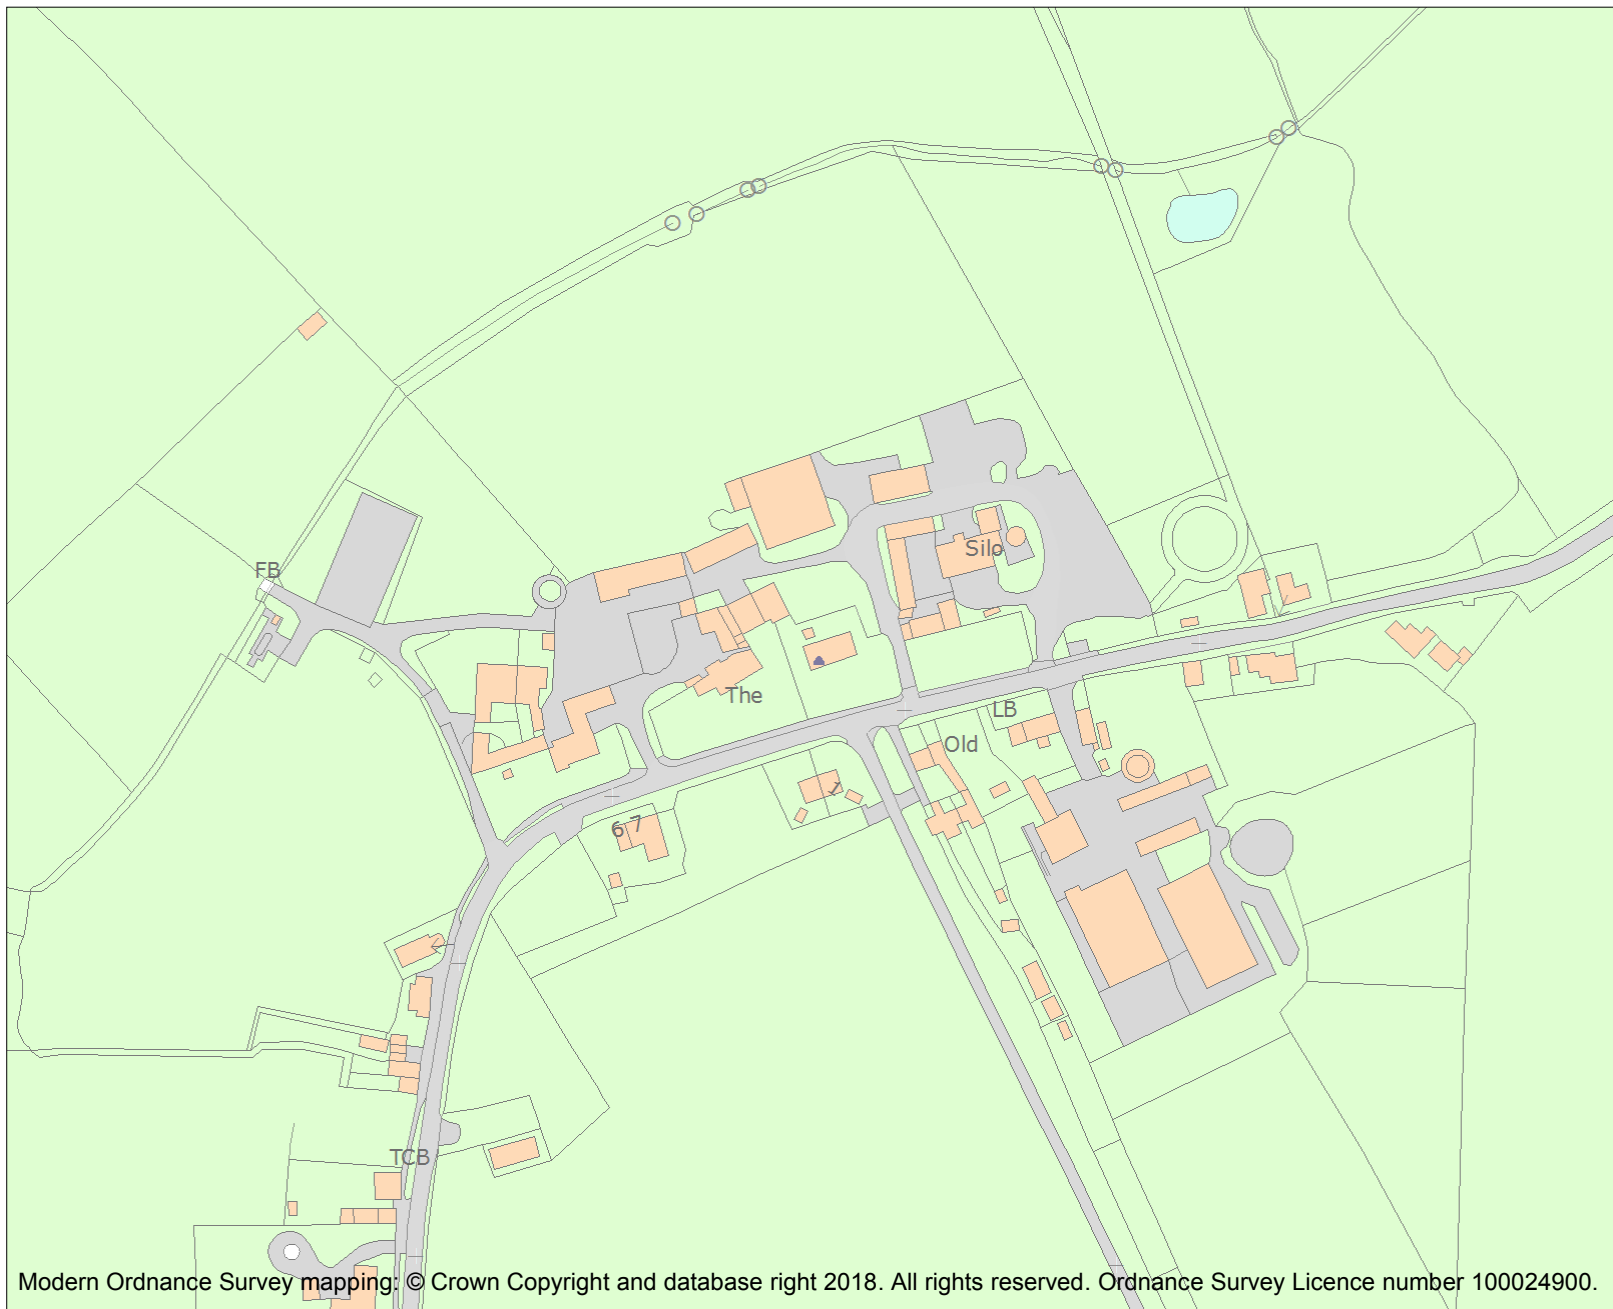 Silo
FB
The
LB
Old
1
6 7
TCB
Modern Ordnance Survey mapping: © Crown Copyright and database right 2018. All rights reserved. Ordnance Survey Licence number 100024900.